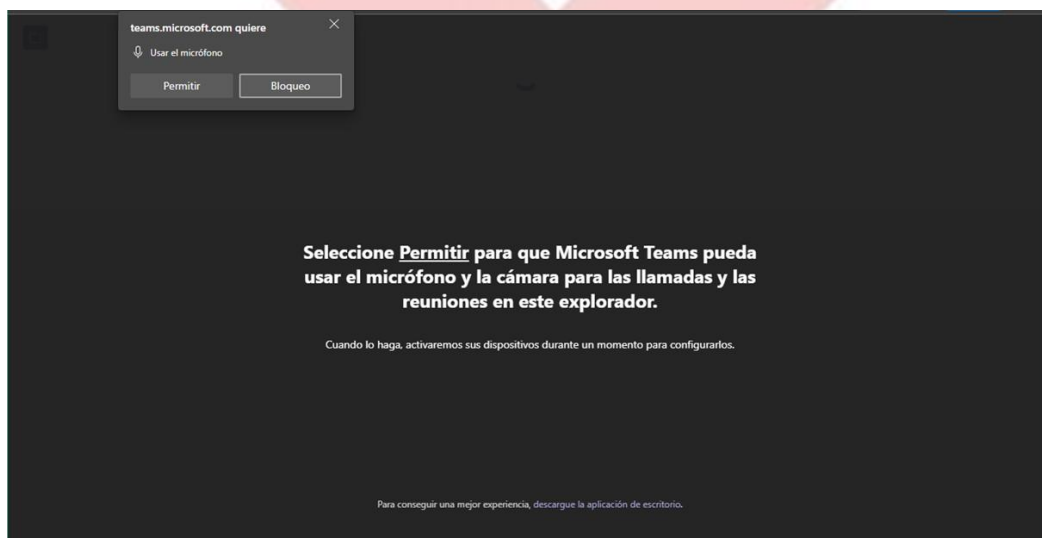 teams.microsoft.com quiere
Usar el micrófono
Permitir Bloqueo
Seleccione Permitir para que Microsoft Teams pueda
usar el micrófono y la cámara para las llamadas y las
reuniones en este explorador.
Cuando lo haga, activaremos sus dispositivos durante un momento para configurarlos.
Para conseguir una mejor experiencia, descargue la aplicación de escritorio.